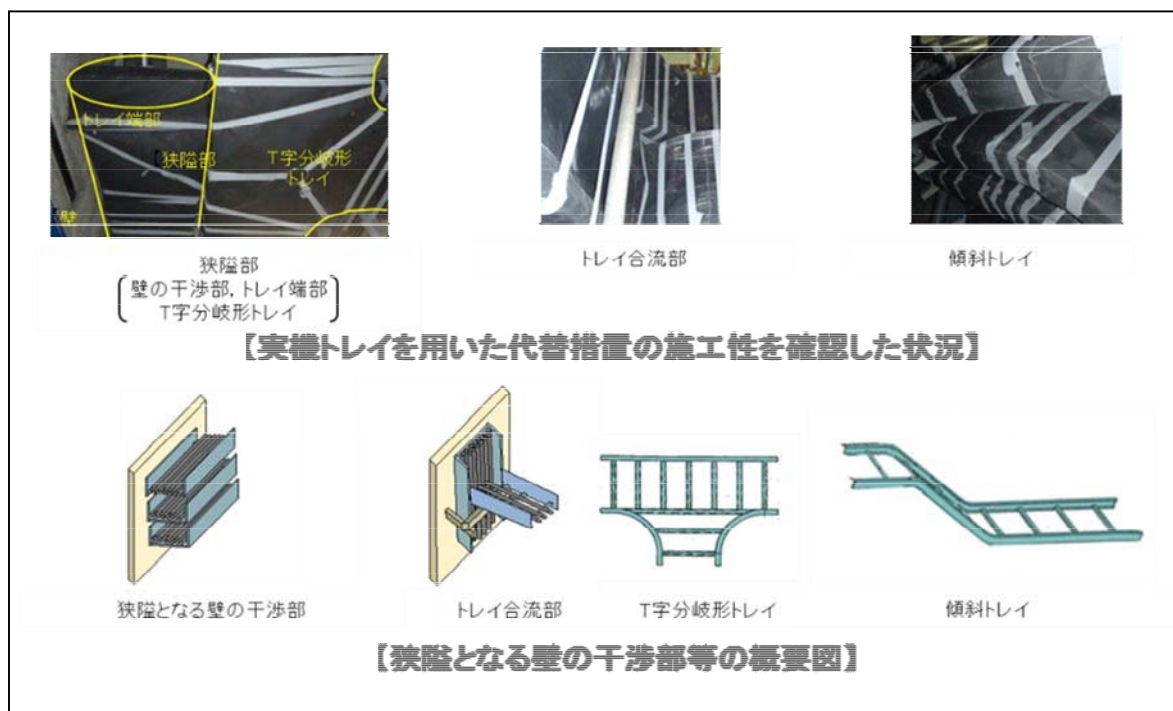 トレイ端部
狭隘部
T字分岐形
トレイ
壁
狭隘部
壁の干渉部，トレイ端部
T字分岐形トレイ
トレイ合流部
傾斜トレイ
【実機トレイを用いた代替措置の施工性を確認した状況】
狭隘となる壁の干渉部
トレイ合流部
T字分岐形トレイ
傾斜トレイ
【狭隘となる壁の干渉部等の概要図】